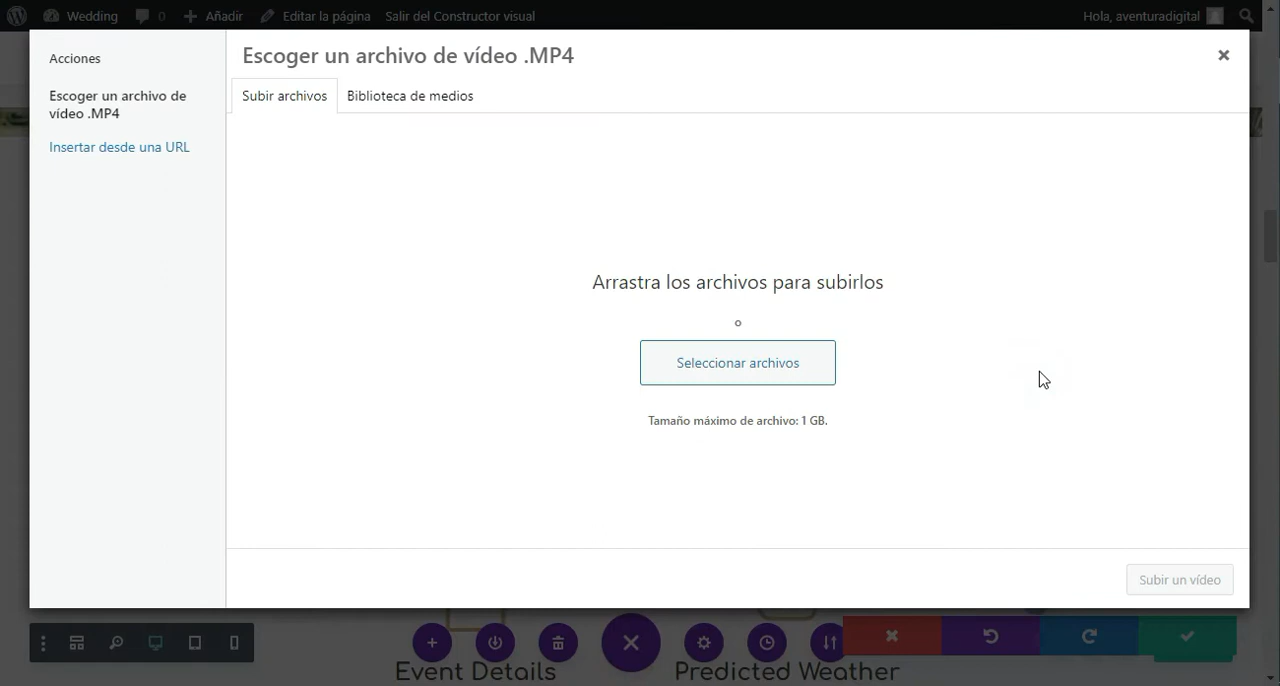 Wedding 0 Añadir Editar la página Salir del Constructor visual Hola, aventuradigital
Acciones
Escoger un archivo de
vídeo .MP4
Insertar desde una URL
Escoger un archivo de vídeo .MP4
Subir archivos Biblioteca de medios
Arrastra los archivos para subirlos
o
Seleccionar archivos
Tamaño máximo de archivo: 1 GB.
Subir un vídeo
Event Details Predicted Weather